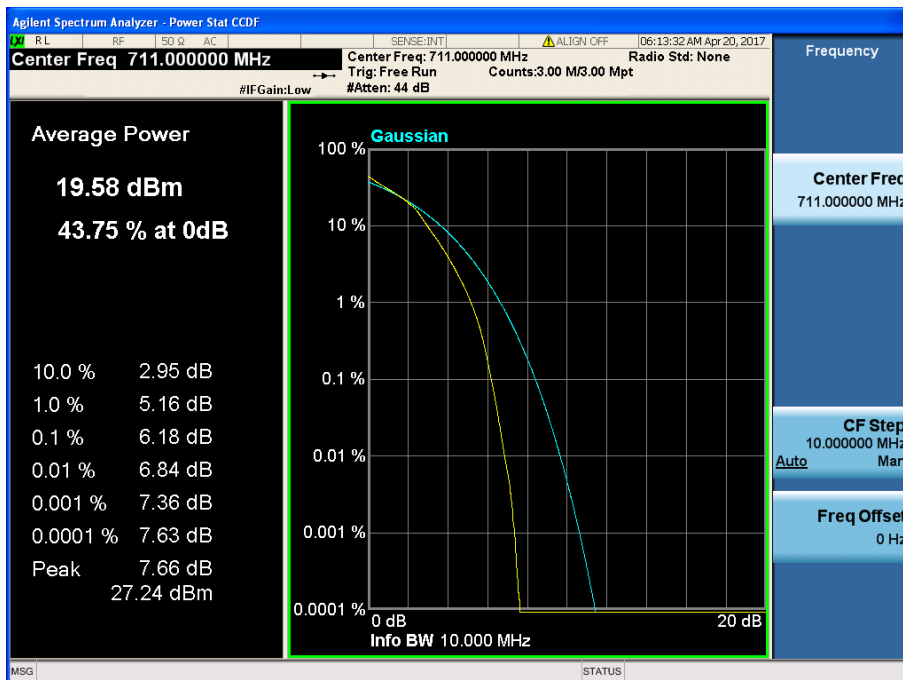 Agilent Spectrum Analyzer - Power Stat CCDF
LXI RL RF 50 Ω AC SENSE:INT ALIGN OFF 06:13:32 AM Apr 20, 2017
Center Freq 711.000000 MHz
Center Freq: 711.000000 MHz Radio Std: None
Trig: Free Run Counts:3.00 M/3.00 Mpt
#IFGain:Low #Atten: 44 dB
Average Power
19.58 dBm
43.75 % at 0dB
10.0 % 2.95 dB
1.0 % 5.16 dB
0.1 % 6.18 dB
0.01 % 6.84 dB
0.001 % 7.36 dB
0.0001 % 7.63 dB
Peak 7.66 dB
27.24 dBm
Gaussian
100 %
10 %
1 %
0.1 %
0.01 %
0.001 %
0.0001 %
0 dB 20 dB
Info BW 10.000 MHz
Frequency
Center Freq
711.000000 MHz
CF Step
10.000000 MHz
Auto Man
Freq Offset
0 Hz
MSG STATUS